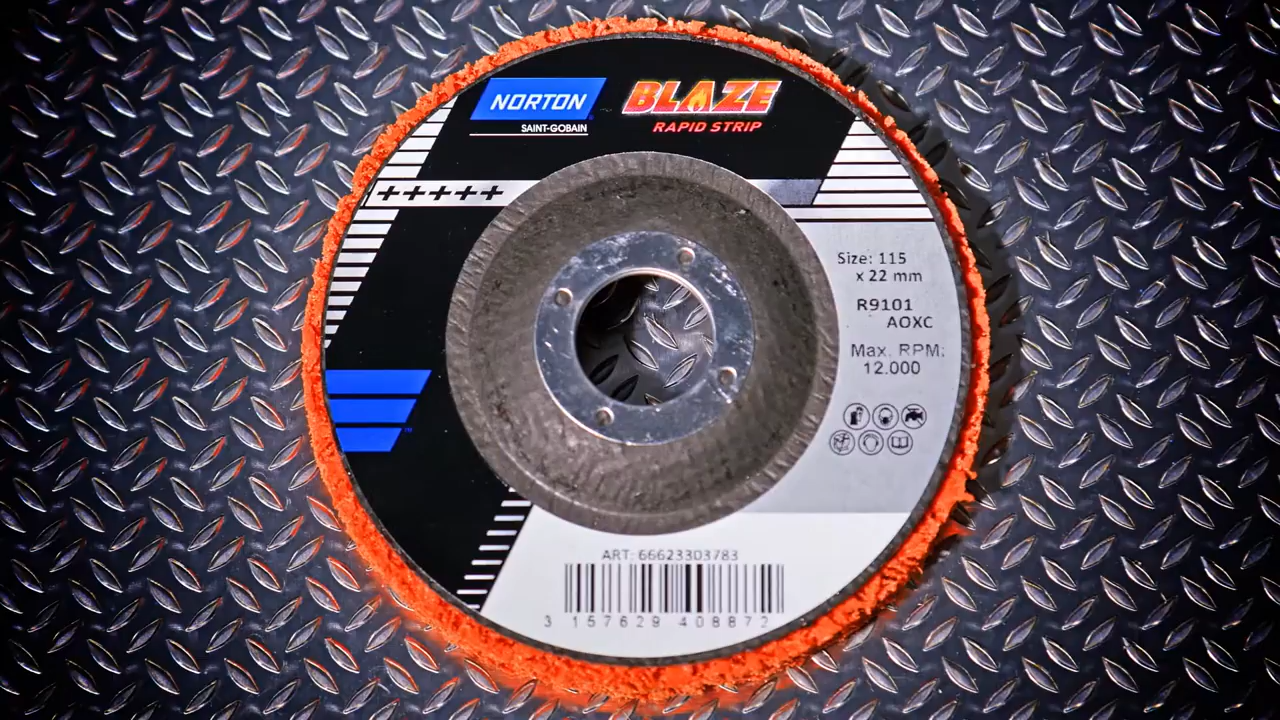 NORTON
SAINT-GOBAIN
BLAZE
RAPID STRIP
+++++
Size: 115
x 22 mm
R9101
AOXC
Max. RPM:
12.000
ART: 66623303783
3 157629 408872